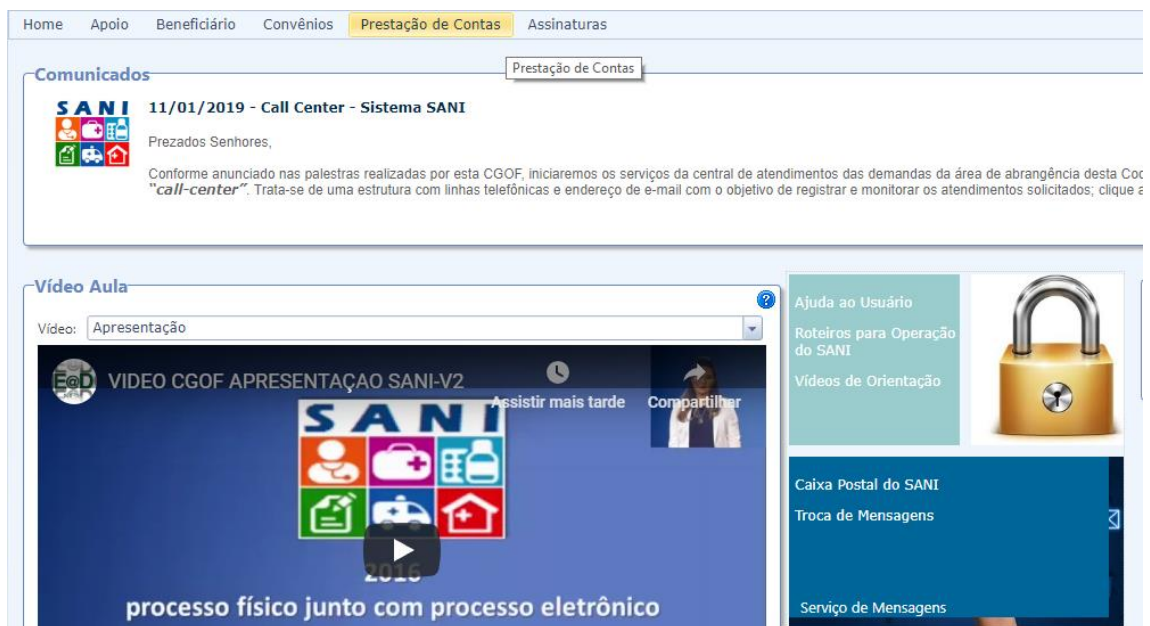 Home Apoio Beneficiário Convênios Prestação de Contas Assinaturas
Prestação de Contas
Comunicados
SANI
11/01/2019 - Call Center - Sistema SANI
Prezados Senhores,
Conforme anunciado nas palestras realizadas por esta CGOF, iniciaremos os serviços da central de atendimentos das demandas da área de abrangência desta Coo
"call-center". Trata-se de uma estrutura com linhas telefônicas e endereço de e-mail com o objetivo de registrar e monitorar os atendimentos solicitados; clique a
Vídeo Aula
Vídeo: Apresentação
E@D VIDEO CGOF APRESENTAÇAO SANI-V2
Assistir mais tarde Compartilhar
SANI
2016
processo físico junto com processo eletrônico
Ajuda ao Usuário
Roteiros para Operação
do SANI
Vídeos de Orientação
Caixa Postal do SANI
Troca de Mensagens
Serviço de Mensagens